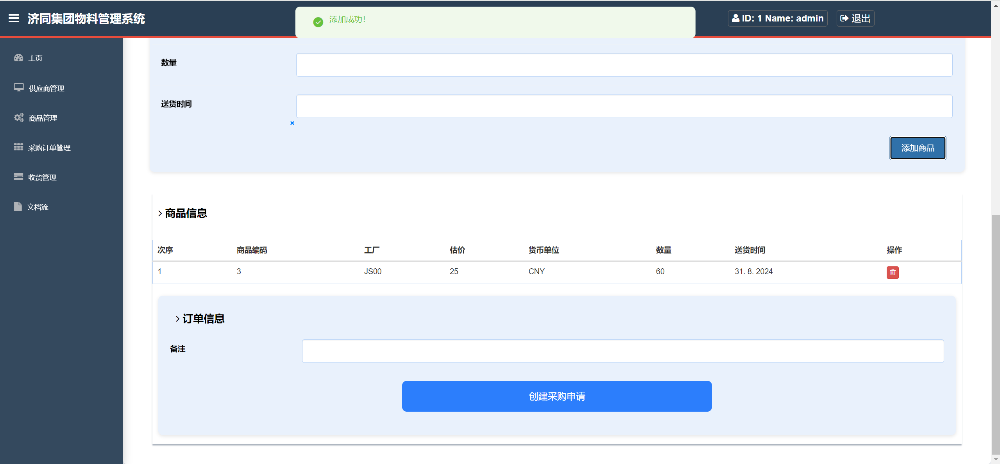 济同集团物料管理系统
添加成功!
ID: 1 Name: admin
退出
主页
供应商管理
商品管理
采购订单管理
收货管理
文档流
数量
送货时间
添加商品
商品信息
次序 商品编码 工厂 估价 货币单位 数量 送货时间 操作
1 3 JS00 25 CNY 60 31. 8. 2024
订单信息
备注
创建采购申请